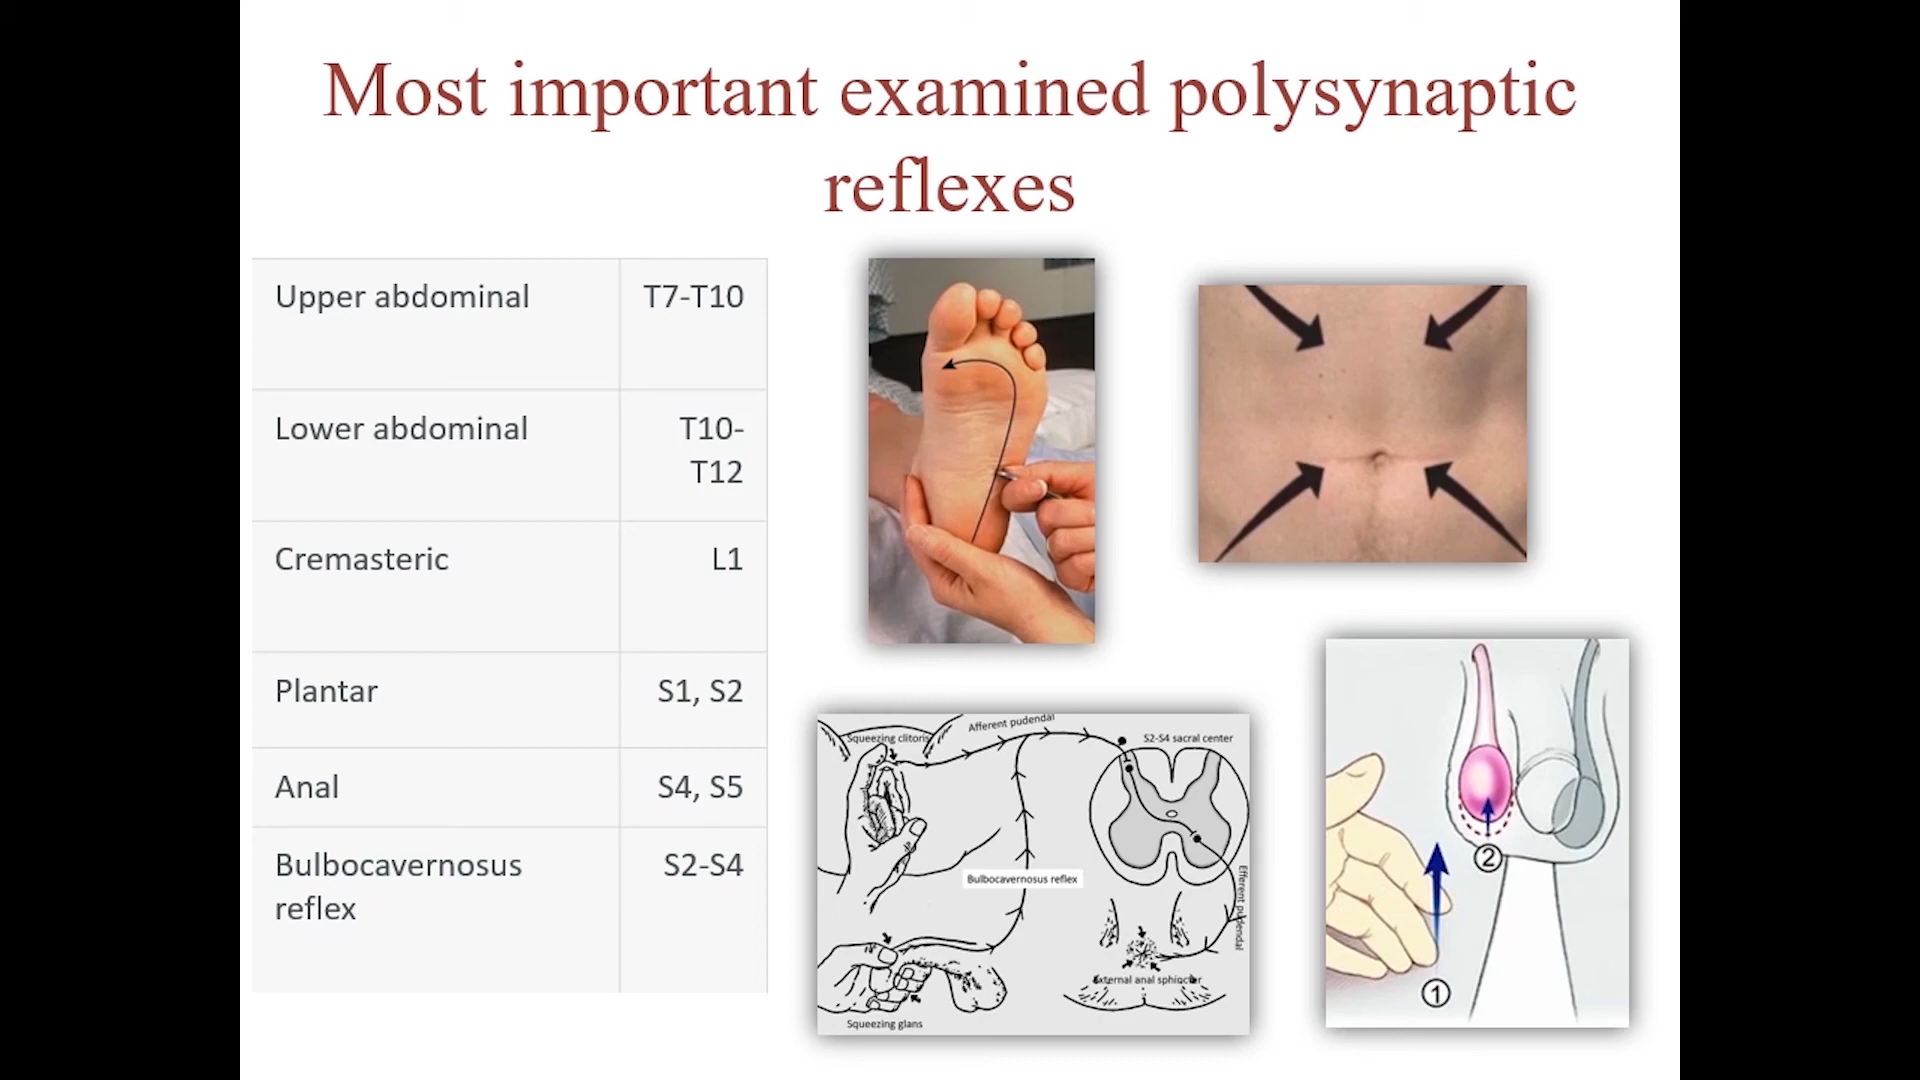 Most important examined polysynaptic
reflexes
Upper abdominal T7-T10
Lower abdominal T10-
T12
Cremasteric L1
Plantar S1, S2
Anal S4, S5
Bulbocavernosus S2-S4
reflex
Afferent pudendal
Squeezing clitoris
S2-S4 sacral center
Bulbocavernosus reflex
Efferent pudendal
External anal sphincter
Squeezing glans
2
1